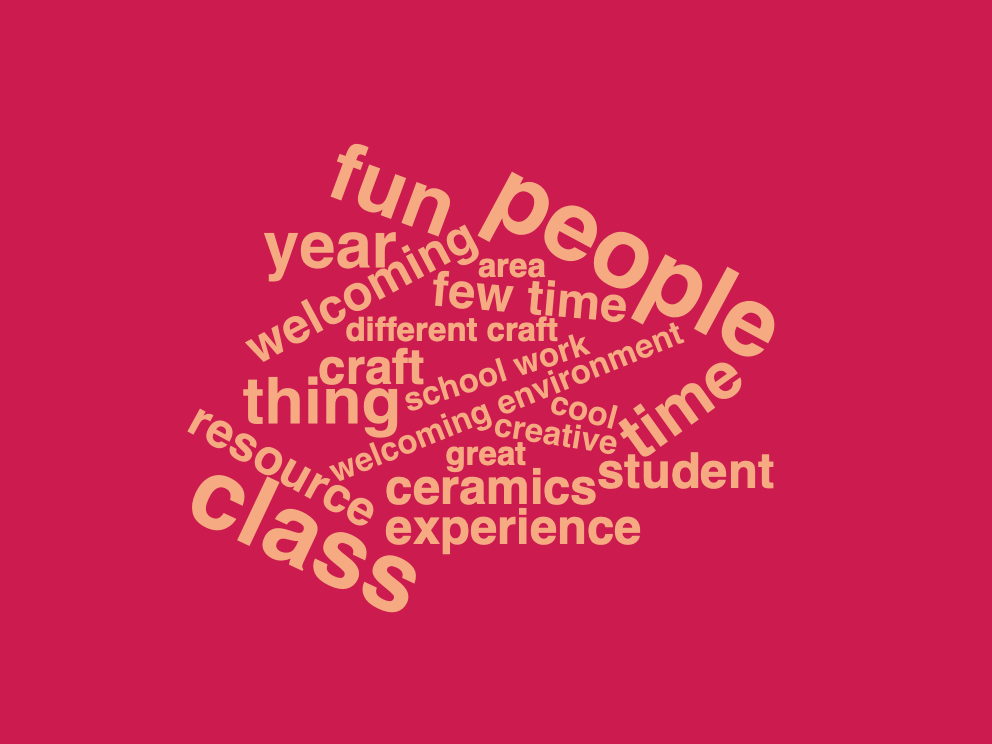 fun
people
year
welcoming
area
few time
different craft
craft
school work
thing
welcoming environment
cool
time
resource
creative
great
student
class
ceramics
experience